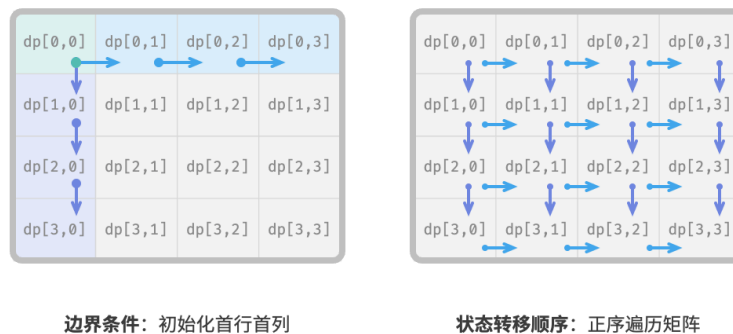 dp[0,0] dp[0,1] dp[0,2] dp[0,3]
dp[1,0] dp[1,1] dp[1,2] dp[1,3]
dp[2,0] dp[2,1] dp[2,2] dp[2,3]
dp[3,0] dp[3,1] dp[3,2] dp[3,3]
边界条件：初始化首行首列
dp[0,0] dp[0,1] dp[0,2] dp[0,3]
dp[1,0] dp[1,1] dp[1,2] dp[1,3]
dp[2,0] dp[2,1] dp[2,2] dp[2,3]
dp[3,0] dp[3,1] dp[3,2] dp[3,3]
状态转移顺序：正序遍历矩阵